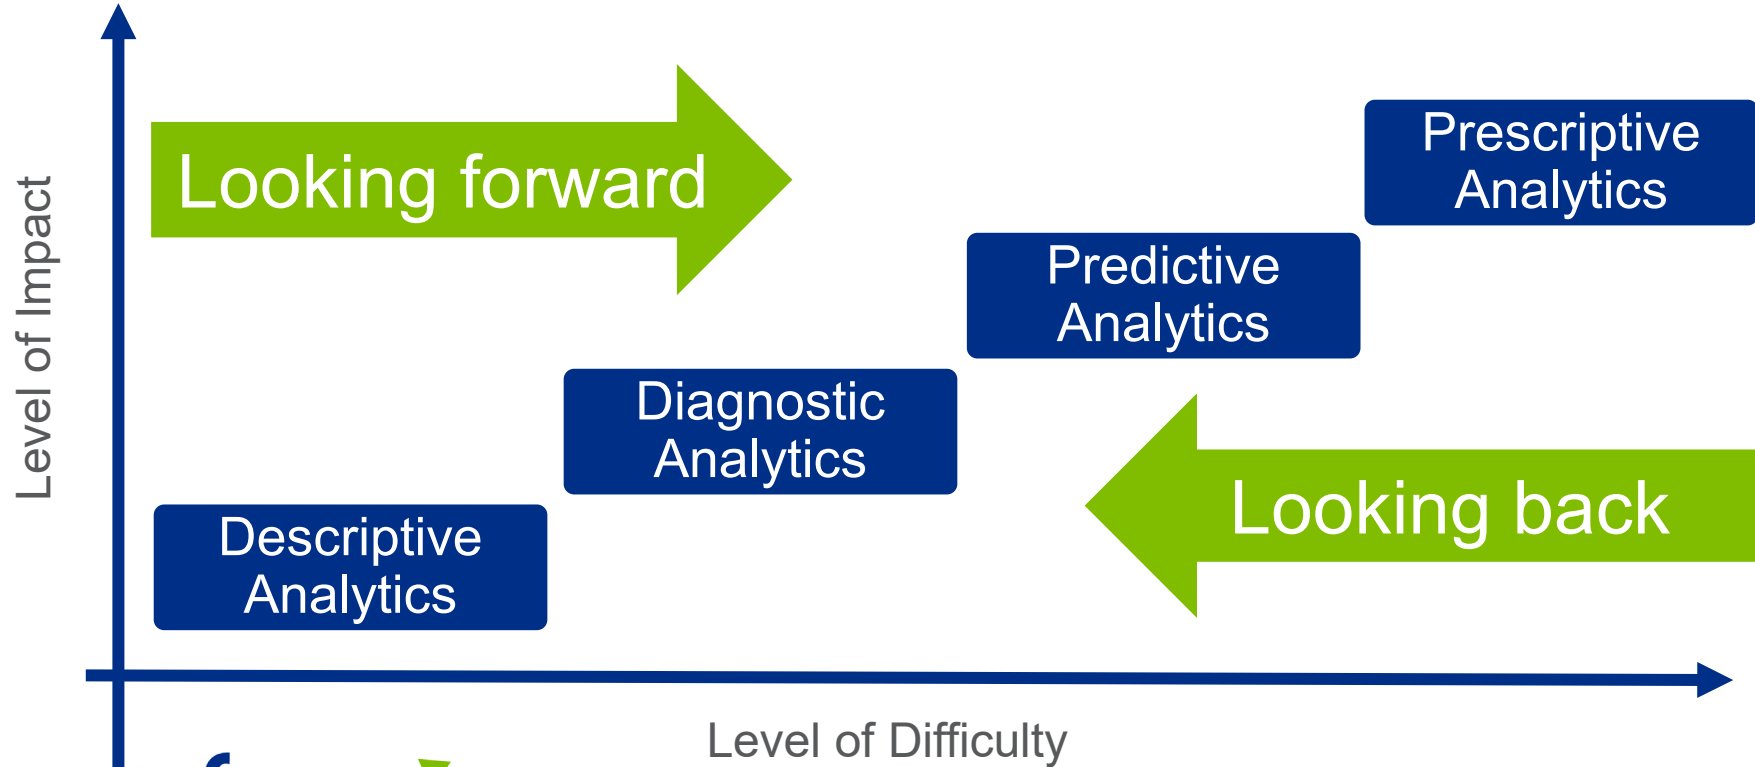 Looking forward
Prescriptive
Analytics
Predictive
Analytics
Level of Impact
Diagnostic
Analytics
Looking back
Descriptive
Analytics
Level of Difficulty